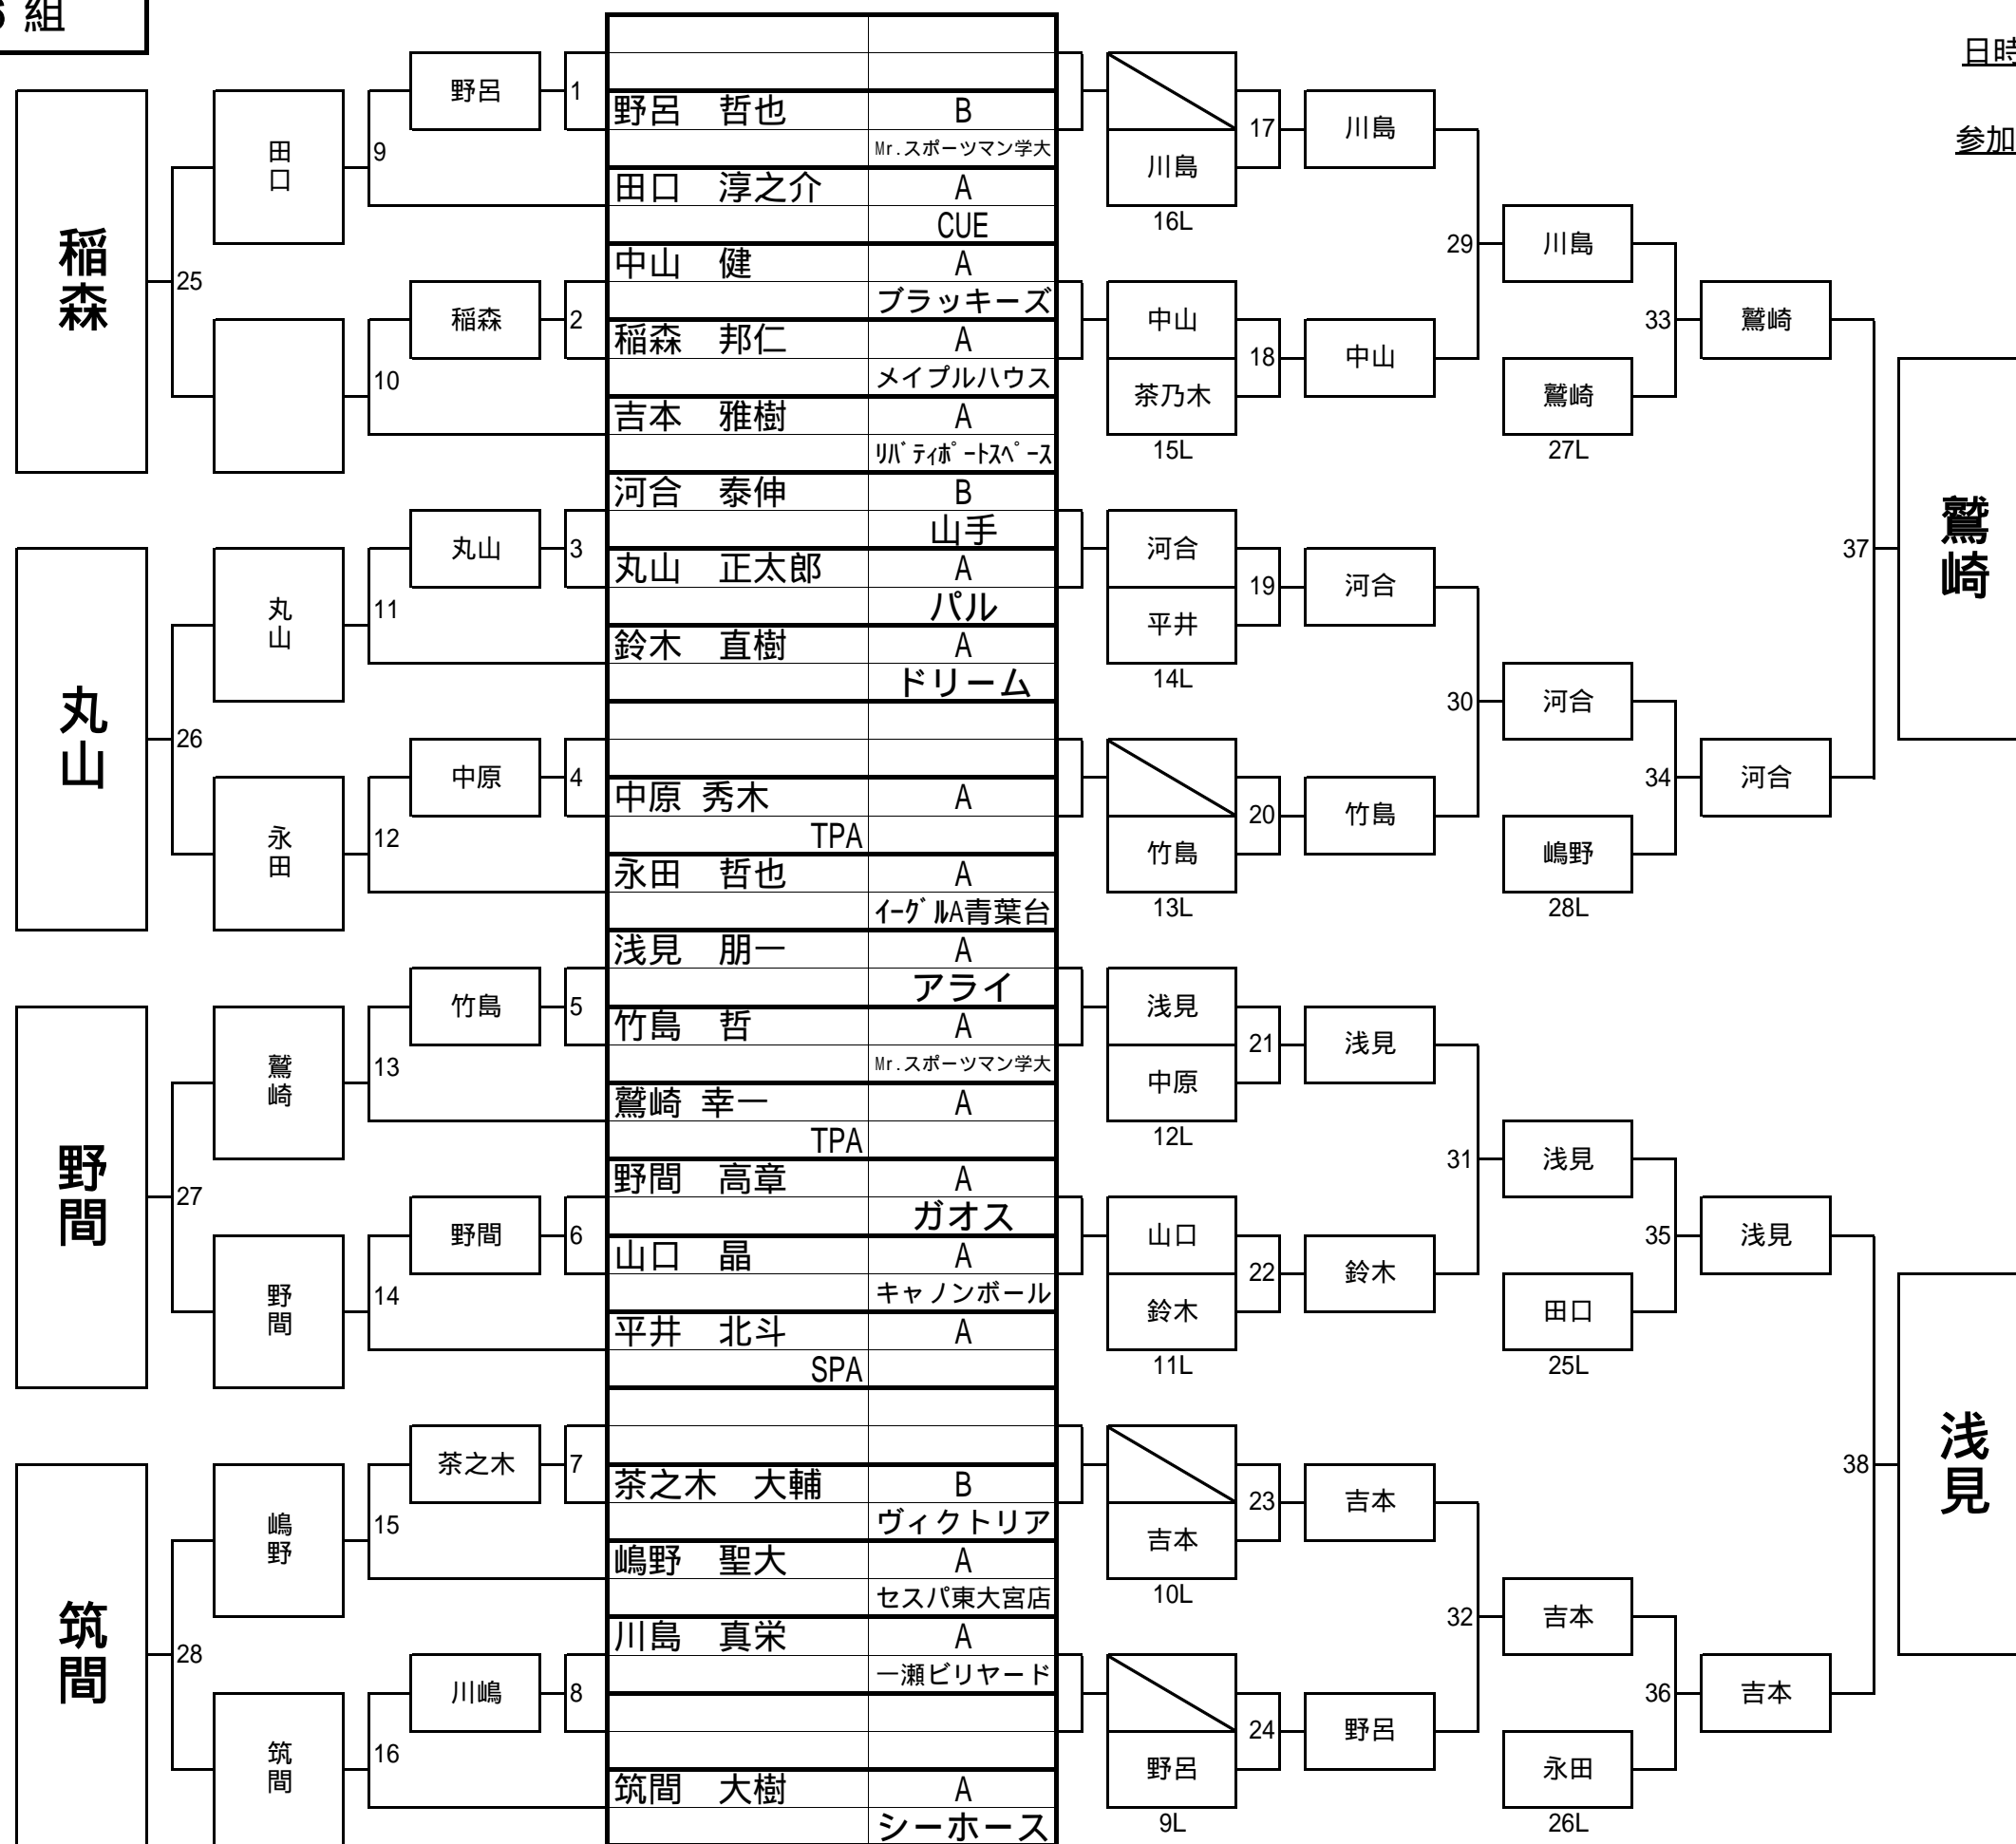 組
日時
参加
稲森
25
丸山
26
野間
27
筑間
28
田口
9
10
丸山
11
永田
12
鷲崎
13
野間
14
嶋野
15
筑間
16
野呂
1
稲森
2
丸山
3
中原
4
竹島
5
野間
6
茶之木
7
川嶋
8
野呂 哲也 B
Mr.スポーツマン学大
田口 淳之介 A
CUE
中山 健 A
ブラッキーズ
稲森 邦仁 A
メイプルハウス
吉本 雅樹 A
リバティポートスペース
河合 泰伸 B
山手
丸山 正太郎 A
パル
鈴木 直樹 A
ドリーム
中原 秀木 A
TPA
永田 哲也 A
イーグルA青葉台
浅見 朋一 A
アライ
竹島 哲 A
Mr.スポーツマン学大
鷲崎 幸一 A
TPA
野間 高章 A
ガオス
山口 晶 A
キャノンボール
平井 北斗 A
SPA
茶之木 大輔 B
ヴィクトリア
嶋野 聖大 A
セスパ東大宮店
川島 真栄 A
一瀬ビリヤード
筑間 大樹 A
シーホース
川島
16L
17
中山
茶乃木
15L
18
河合
平井
14L
19
竹島
13L
20
浅見
中原
12L
21
山口
鈴木
11L
22
吉本
10L
23
野呂
9L
24
川島
中山
29
河合
竹島
30
浅見
鈴木
31
吉本
野呂
32
川島
鷲崎
27L
33
河合
嶋野
28L
34
浅見
田口
25L
35
吉本
永田
26L
36
鷲崎
河合
37
浅見
吉本
38
鷲崎
浅見